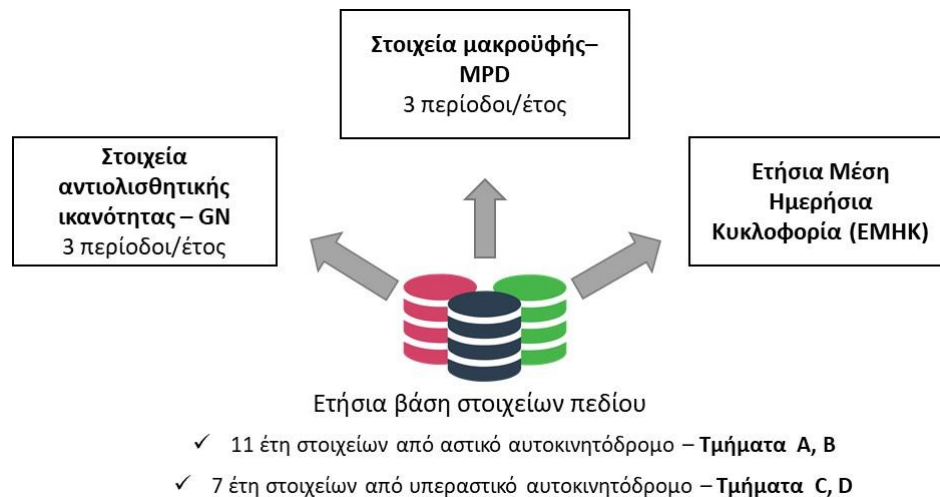 Στοιχεία μακροϋφής–
MPD
3 περίοδοι/έτος
Στοιχεία
αντιολισθητικής
ικανότητας – GN
3 περίοδοι/έτος
Ετήσια Μέση
Ημερήσια
Κυκλοφορία (ΕΜΗΚ)
Ετήσια βάση στοιχείων πεδίου
✓ 11 έτη στοιχείων από αστικό αυτοκινητόδρομο – Τμήματα Α, Β
✓ 7 έτη στοιχείων από υπεραστικό αυτοκινητόδρομο – Τμήματα C, D